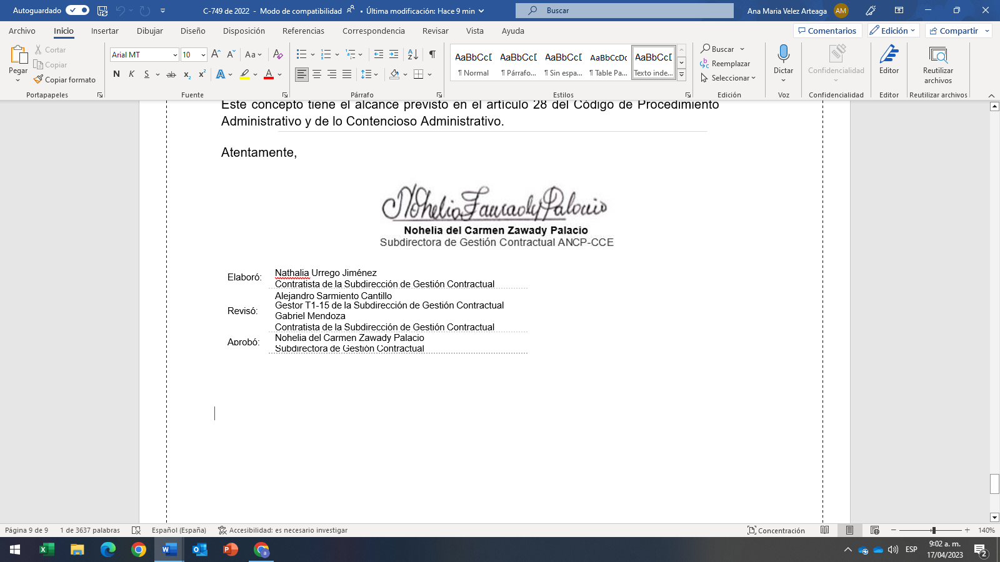 Autoguardado
C-749 de 2022 - Modo de compatibilidad
• Última modificación: Hace 9 min
Buscar
Ana Maria Velez Arteaga
AM
Archivo
Inicio
Insertar
Dibujar
Diseño
Disposición
Referencias
Correspondencia
Revisar
Vista
Ayuda
Comentarios
Edición
Compartir
Pegar
Cortar
Copiar
Copiar formato
Portapapeles
Arial MT
10
N K S ab x₂ x²
Aa
Fuente
Párrafo
AaBbCcD
¶ Normal
AaBbCcD
¶ Párrafo...
AaBbCcD
¶ Sin espa...
AaBbCcDc
¶ Table Pa...
AaBbCcD
Texto inde...
Estilos
Buscar
Reemplazar
Seleccionar
Edición
Dictar
Voz
Confidencialidad
Confidencialidad
Editor
Editor
Reutilizar
archivos
Reutilizar archivos
Este concepto tiene el alcance previsto en el artículo 28 del Código de Procedimiento
Administrativo y de lo Contencioso Administrativo.
Atentamente,
Nohelia Zawady Palacio
Nohelia del Carmen Zawady Palacio
Subdirectora de Gestión Contractual ANCP-CCE
Elaboró:
Nathalia Urrego Jiménez
Contratista de la Subdirección de Gestión Contractual
Revisó:
Alejandro Sarmiento Cantillo
Gestor T1-15 de la Subdirección de Gestión Contractual
Gabriel Mendoza
Contratista de la Subdirección de Gestión Contractual
Aprobó:
Nohelia del Carmen Zawady Palacio
Subdirectora de Gestión Contractual
Página 9 de 9
1 de 3637 palabras
Español (España)
Accesibilidad: es necesario investigar
Concentración
140%
ESP
9:02 a. m.
17/04/2023
2